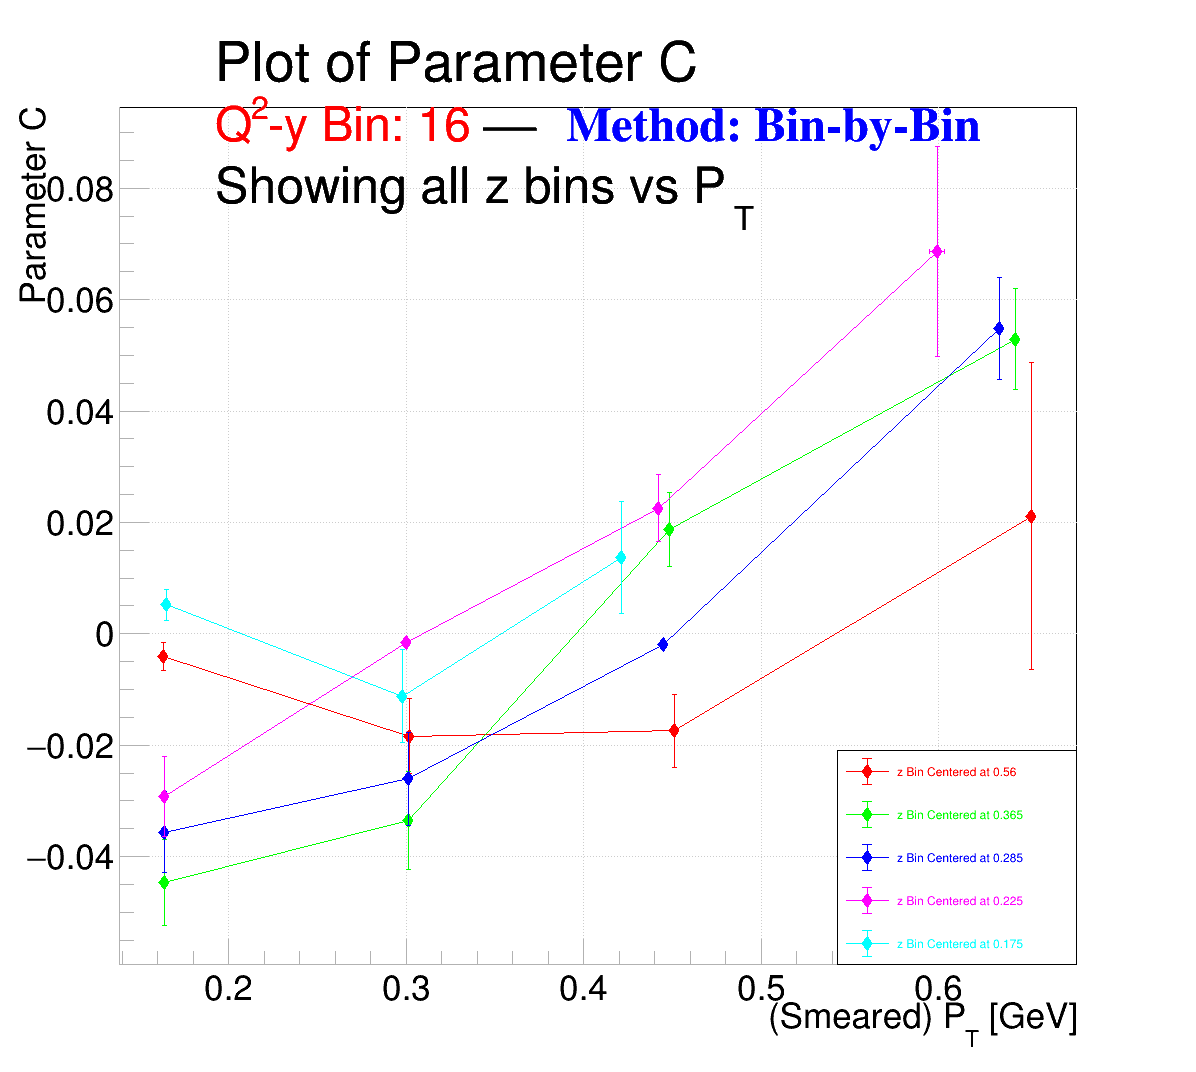 Plot of Parameter C
Q²-y Bin: 16 — Method: Bin-by-Bin
Showing all z bins vs P_T
Parameter C
0.08
0.06
0.04
0.02
0
−0.02
−0.04
z Bin Centered at 0.56
z Bin Centered at 0.365
z Bin Centered at 0.285
z Bin Centered at 0.225
z Bin Centered at 0.175
0.2 0.3 0.4 0.5 0.6
(Smeared) P_T [GeV]